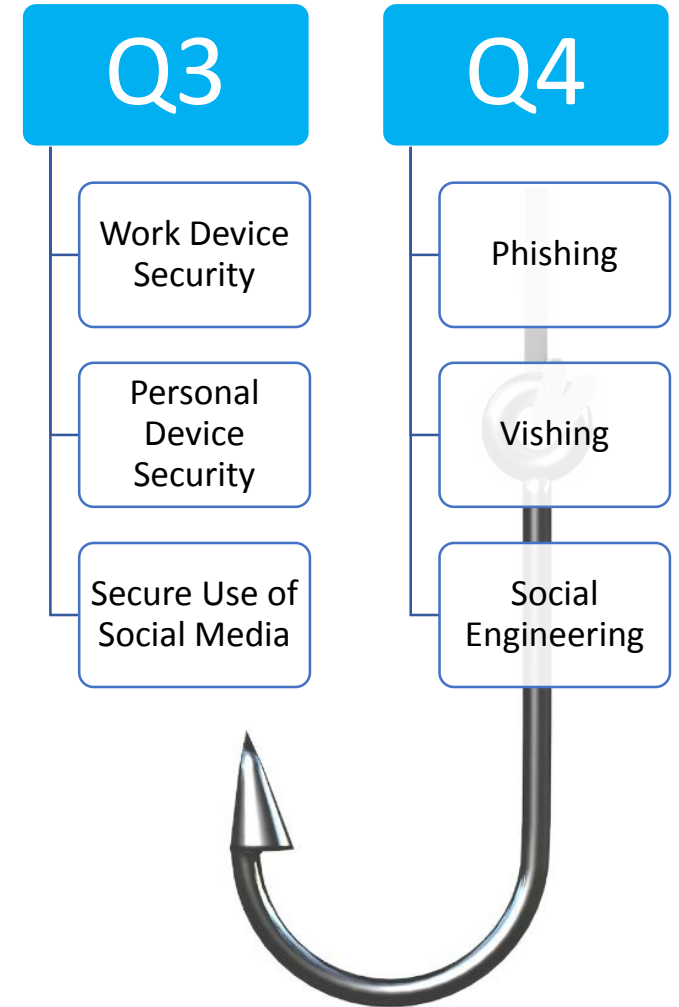 Q3
Work Device
Security
Personal
Device
Security
Secure Use of
Social Media
Q4
Phishing
Vishing
Social
Engineering